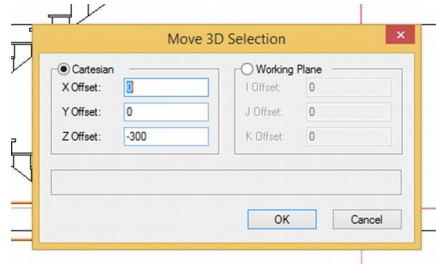 Move 3D Selection
Cartesian
X Offset: 0
Y Offset: 0
Z Offset: -300
Working Plane
I Offset: 0
J Offset: 0
K Offset: 0
OK Cancel